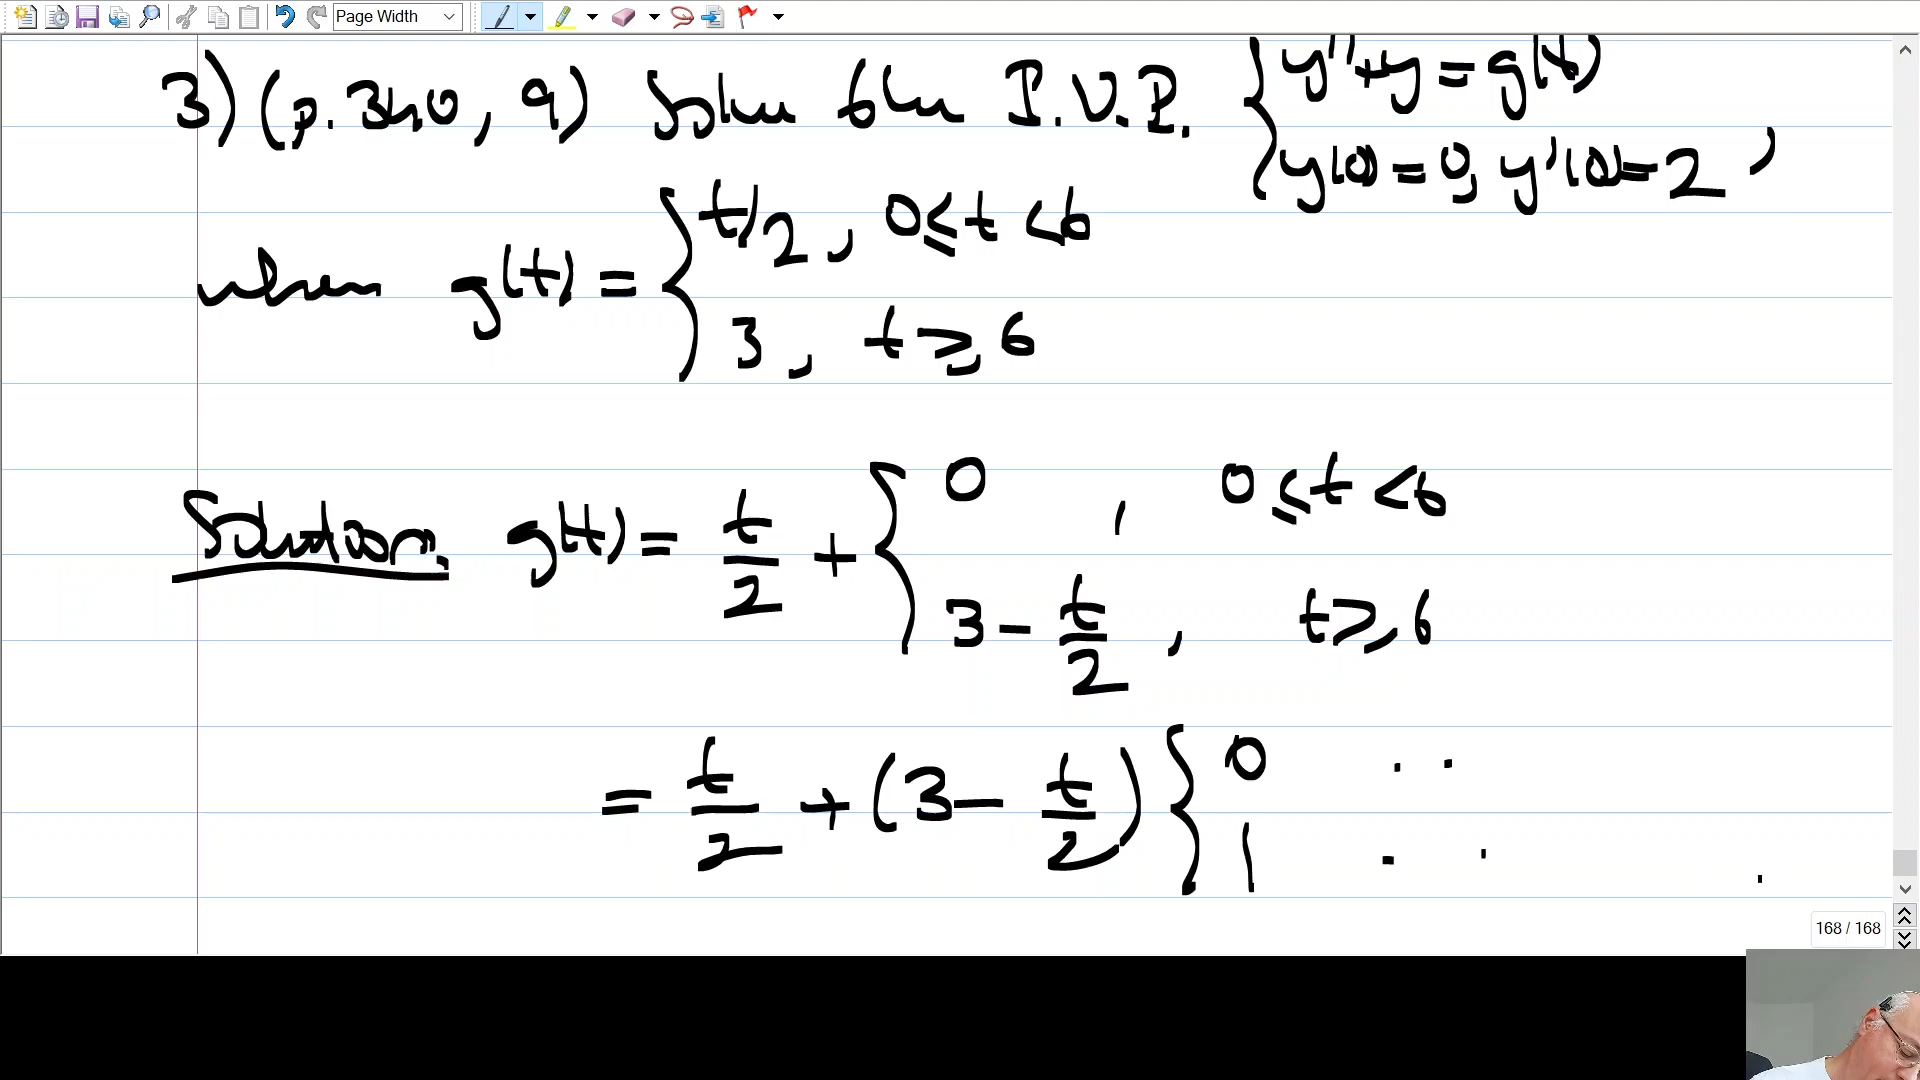 Page Width
3) (p. 340, 9) Solve the I.V.P. { y'' + y = g(t)
y(0) = 0, y'(0) = 2 ,
when g(t) = { t/2 , 0 ≤ t < 6
3 , t ≥ 6
Solution. g(t) = t/2 + { 0 , 0 ≤ t < 6
3 - t/2 , t ≥ 6
= t/2 + (3 - t/2) { 0 . .
1 . . .
168 / 168